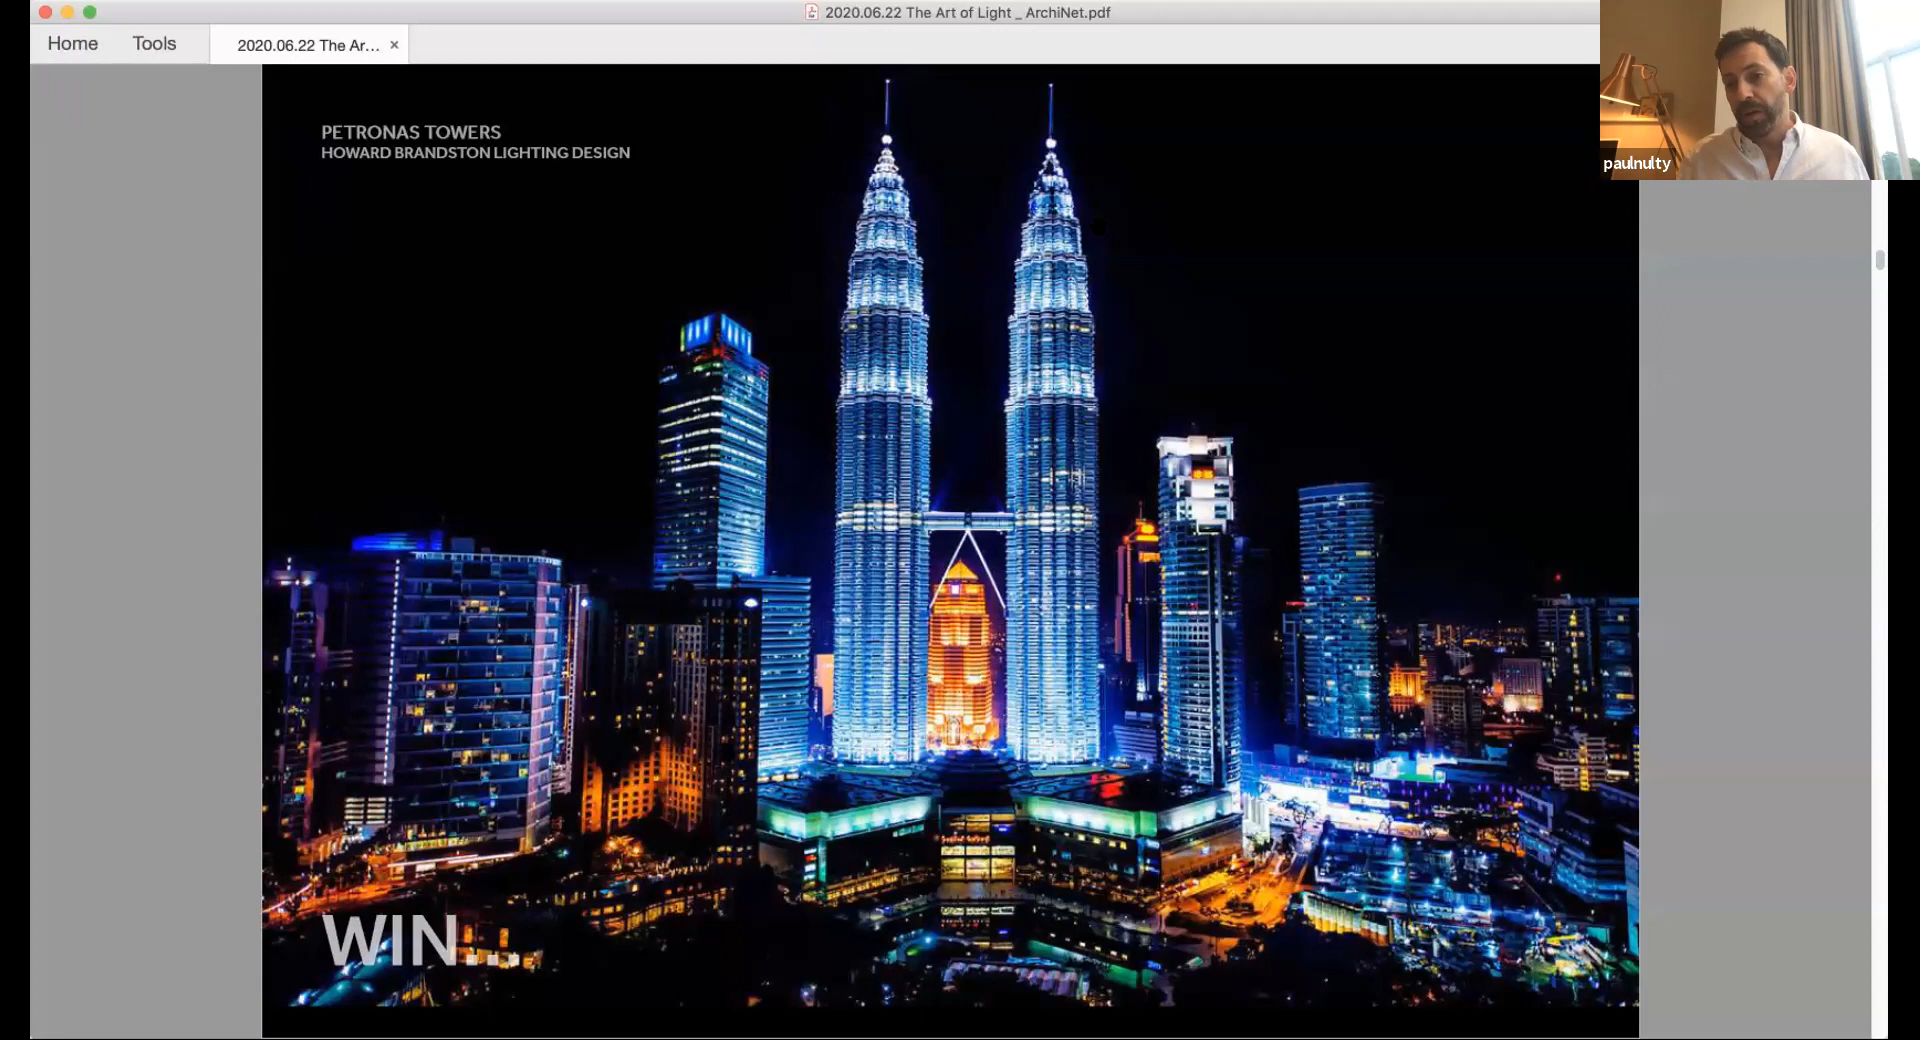 2020.06.22 The Art of Light _ ArchiNet.pdf
Home
Tools
2020.06.22 The Ar... ×
paulnulty
PETRONAS TOWERS
HOWARD BRANDSTON LIGHTING DESIGN
WIN...